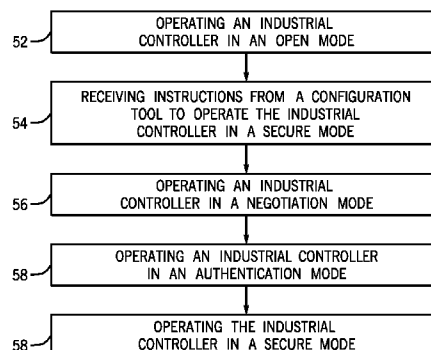 52
OPERATING AN INDUSTRIAL
CONTROLLER IN AN OPEN MODE
54
RECEIVING INSTRUCTIONS FROM A CONFIGURATION
TOOL TO OPERATE THE INDUSTRIAL
CONTROLLER IN A SECURE MODE
56
OPERATING AN INDUSTRIAL
CONTROLLER IN A NEGOTIATION MODE
58
OPERATING AN INDUSTRIAL CONTROLLER
IN AN AUTHENTICATION MODE
58
OPERATING THE INDUSTRIAL
CONTROLLER IN A SECURE MODE